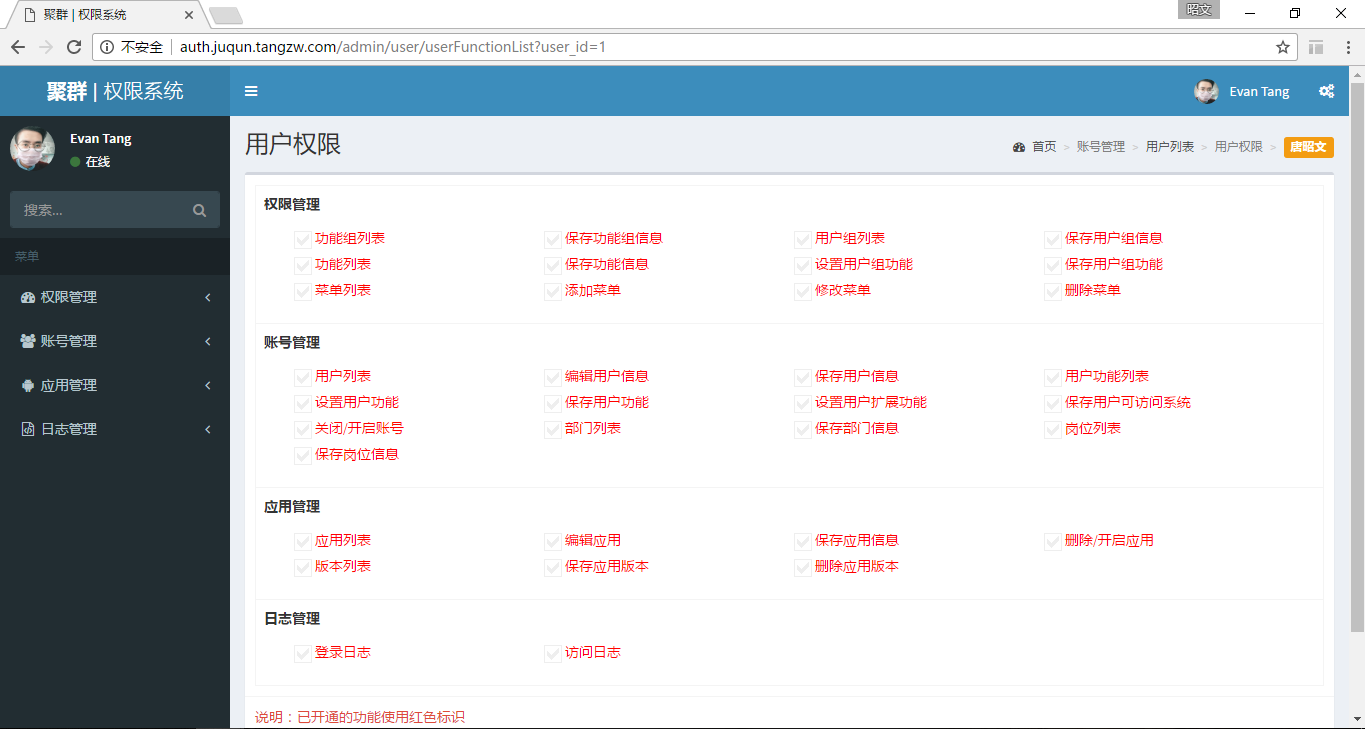 聚群 | 权限系统
昭文
不安全 auth.juqun.tangzw.com/admin/user/userFunctionList?user_id=1
聚群 | 权限系统
Evan Tang
Evan Tang
在线
用户权限
首页 > 账号管理 > 用户列表 > 用户权限 > 唐昭文
搜索...
菜单
权限管理
账号管理
应用管理
日志管理
权限管理
功能组列表 保存功能组信息 用户组列表 保存用户组信息
功能列表 保存功能信息 设置用户组功能 保存用户组功能
菜单列表 添加菜单 修改菜单 删除菜单
账号管理
用户列表 编辑用户信息 保存用户信息 用户功能列表
设置用户功能 保存用户功能 设置用户扩展功能 保存用户可访问系统
关闭/开启账号 部门列表 保存部门信息 岗位列表
保存岗位信息
应用管理
应用列表 编辑应用 保存应用信息 删除/开启应用
版本列表 保存应用版本 删除应用版本
日志管理
登录日志 访问日志
说明：已开通的功能使用红色标识